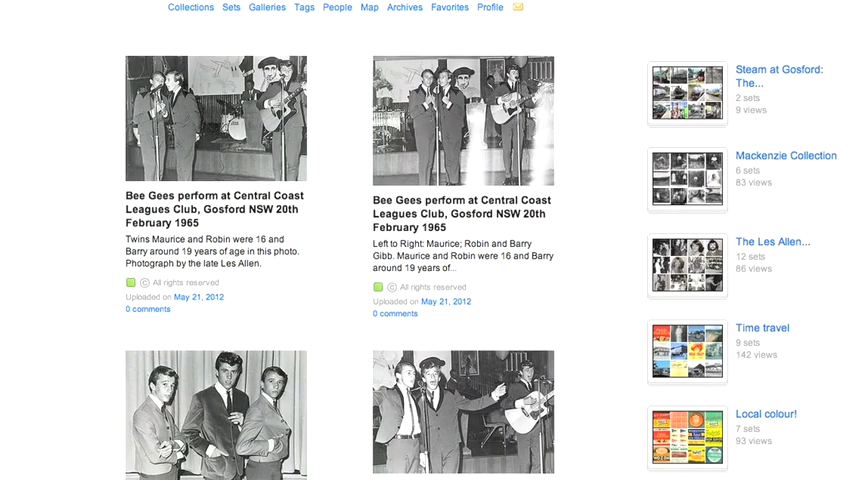 Collections Sets Galleries Tags People Map Archives Favorites Profile
Bee Gees perform at Central Coast
Leagues Club, Gosford NSW 20th
February 1965
Twins Maurice and Robin were 16 and
Barry around 19 years of age in this photo.
Photograph by the late Les Allen.
© All rights reserved
Uploaded on May 21, 2012
0 comments
Bee Gees perform at Central Coast
Leagues Club, Gosford NSW 20th
February 1965
Left to Right: Maurice; Robin and Barry
Gibb. Maurice and Robin were 16 and Barry
around 19 years of...
© All rights reserved
Uploaded on May 21, 2012
0 comments
Steam at Gosford:
The...
2 sets
9 views
Mackenzie Collection
6 sets
83 views
The Les Allen...
12 sets
86 views
Time travel
9 sets
142 views
Local colour!
7 sets
93 views